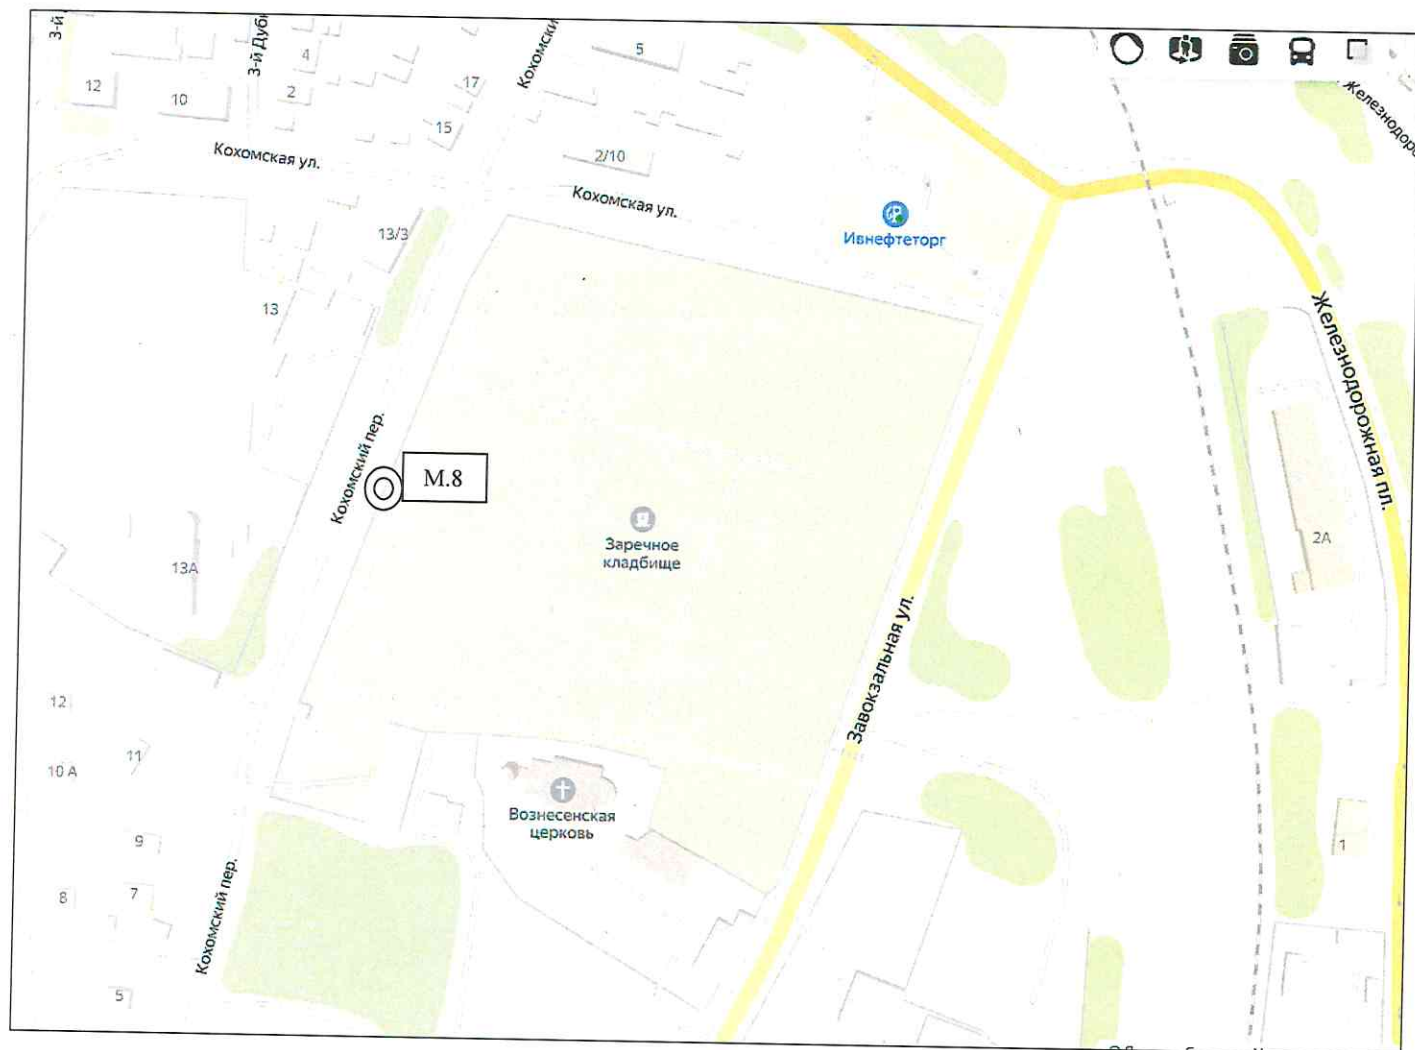 3-й
3-й Дуб
Кохомски
12
10
4
2
17
15
5
Кохомская ул.
2/10
Кохомская ул.
13/3
13
Ивнефтеторг
Железнодоро
Железнодорожная пл.
Кохомский пер.
М.8
Заречное
кладбище
13А
2А
Завокзальная ул.
12
11
10 А
Вознесенская
церковь
9
8
7
1
Кохомский пер.
5